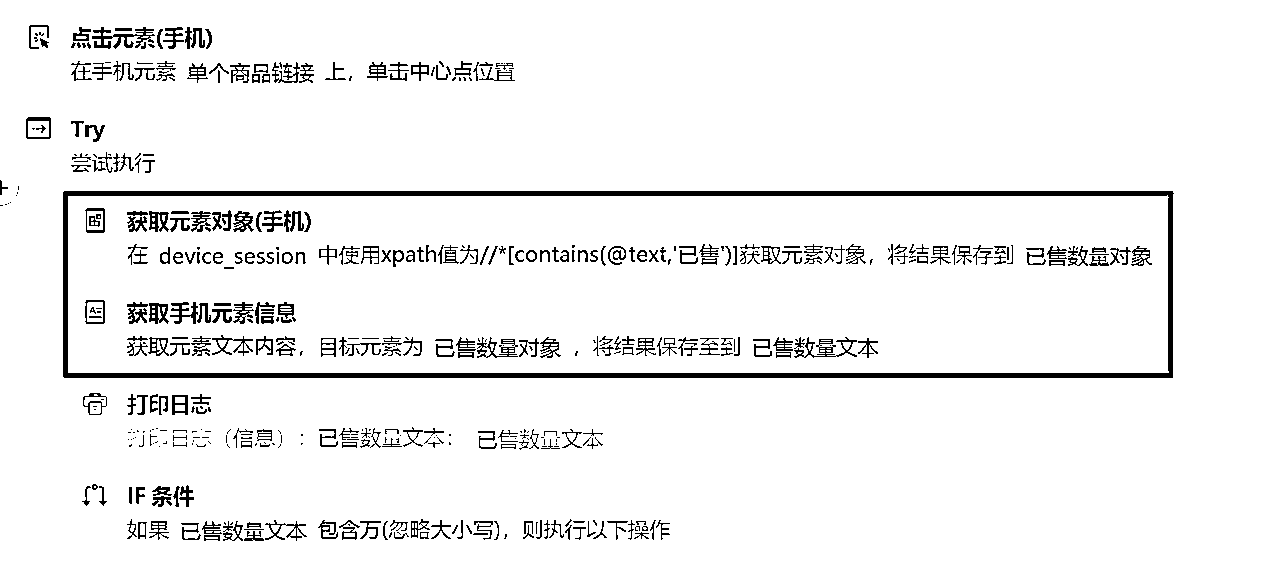 点击元素(手机)
在手机元素 单个商品链接 上，单击中心点位置
Try
尝试执行
获取元素对象(手机)
在 device_session 中使用xpath值为//*[contains(@text,'已售')]获取元素对象，将结果保存到 已售数量对象
获取手机元素信息
获取元素文本内容，目标元素为 已售数量对象 ，将结果保存至到 已售数量文本
打印日志
打印日志（信息）：已售数量文本： 已售数量文本
IF 条件
如果 已售数量文本 包含万(忽略大小写)，则执行以下操作